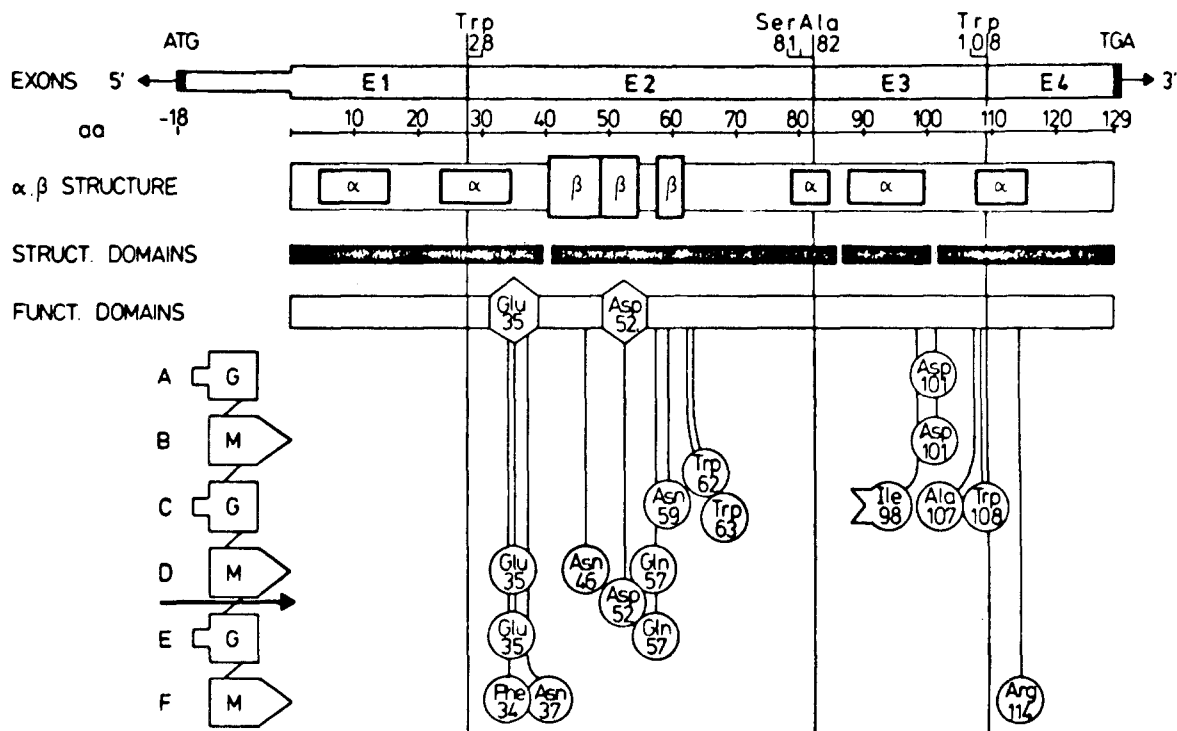 Trp SerAla Trp
ATG 28 81, 82 108 TGA
EXONS 5' E1 E2 E3 E4 3'
aa -18 10 20 30 40 50 60 70 80 90 100 110 120 129
α.β STRUCTURE α α β β β α α α
STRUCT. DOMAINS
FUNCT. DOMAINS Glu 35 Asp 52
A G Asp 101
B M Asp 101
Trp 62
C G Asn 59 Trp 63 Ile 98 Ala 107 Trp 108
D M Glu 35 Asn 46 Gln 57
Asp 52
E G Glu 35 Gln 57
F M Phe 34 Asn 37 Arg 114